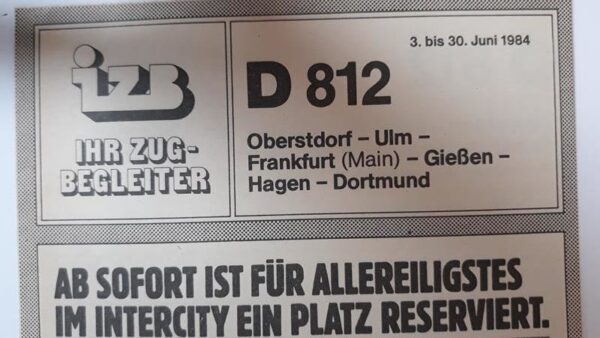 izb
IHR ZUG-
BEGLEITER
3. bis 30. Juni 1984
D 812
Oberstdorf – Ulm –
Frankfurt (Main) – Gießen –
Hagen – Dortmund
AB SOFORT IST FÜR ALLEREILIGSTES
IM INTERCITY EIN PLATZ RESERVIERT.